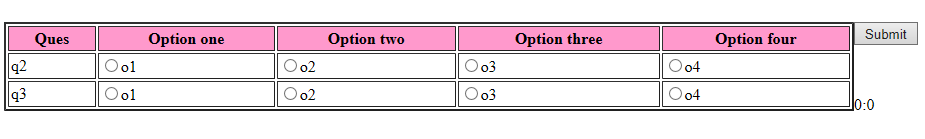 Ques Option one Option two Option three Option four Submit
q2 o1 o2 o3 o4
q3 o1 o2 o3 o4 0:0